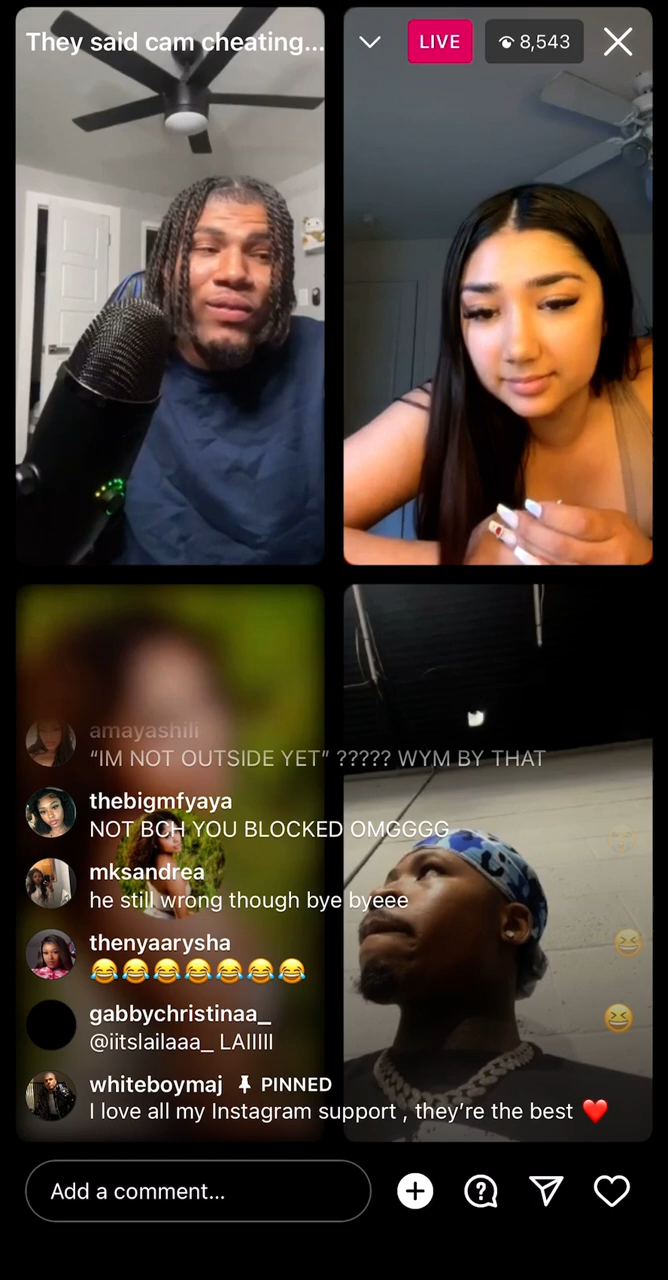 They said cam cheating...
LIVE
8,543
amayashili
“IM NOT OUTSIDE YET” ????? WYM BY THAT
thebigmfyaya
NOT BCH YOU BLOCKED OMGGGG
mksandrea
he still wrong though bye byeee
thenyaarysha
😂😂😂😂😂😂😂
gabbychristinaa_
@iitslailaaa_ LAIIIII
whiteboymaj PINNED
I love all my Instagram support , they’re the best ❤️
Add a comment...